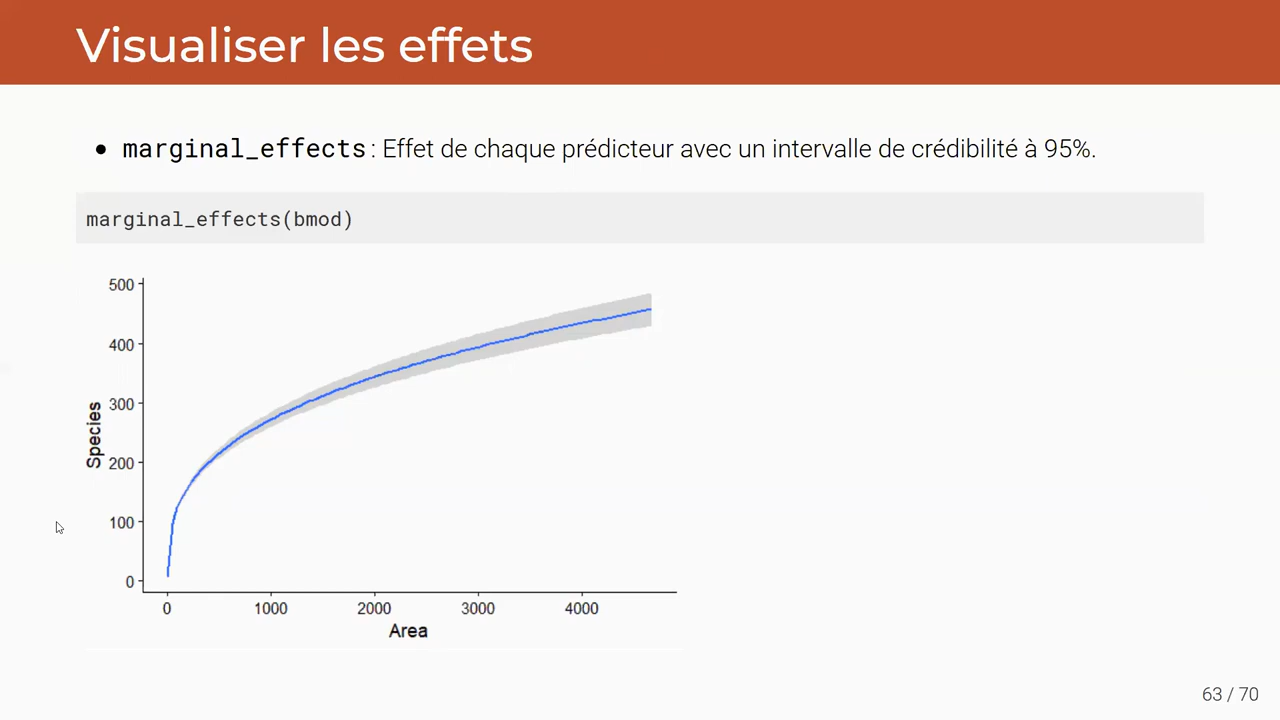 Visualiser les effets
• marginal_effects : Effet de chaque prédicteur avec un intervalle de crédibilité à 95%.
marginal_effects(bmod)
500
400
300
200
100
0
Species
0 1000 2000 3000 4000
Area
63 / 70